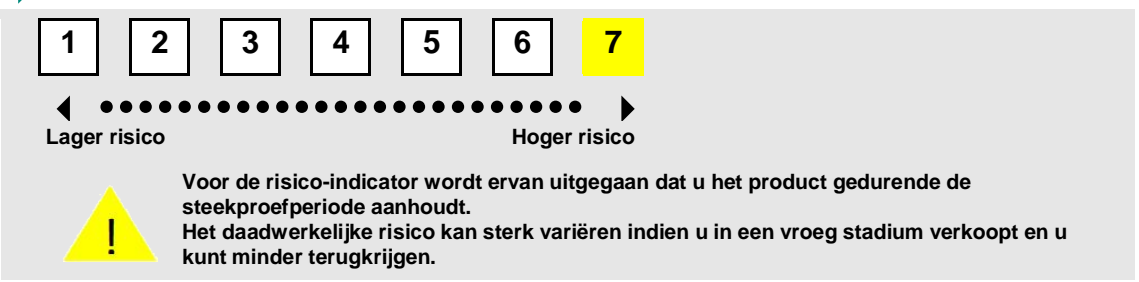 1 2 3 4 5 6 7
Lager risico Hoger risico
!
Voor de risico-indicator wordt ervan uitgegaan dat u het product gedurende de
steekproefperiode aanhoudt.
Het daadwerkelijke risico kan sterk variëren indien u in een vroeg stadium verkoopt en u
kunt minder terugkrijgen.